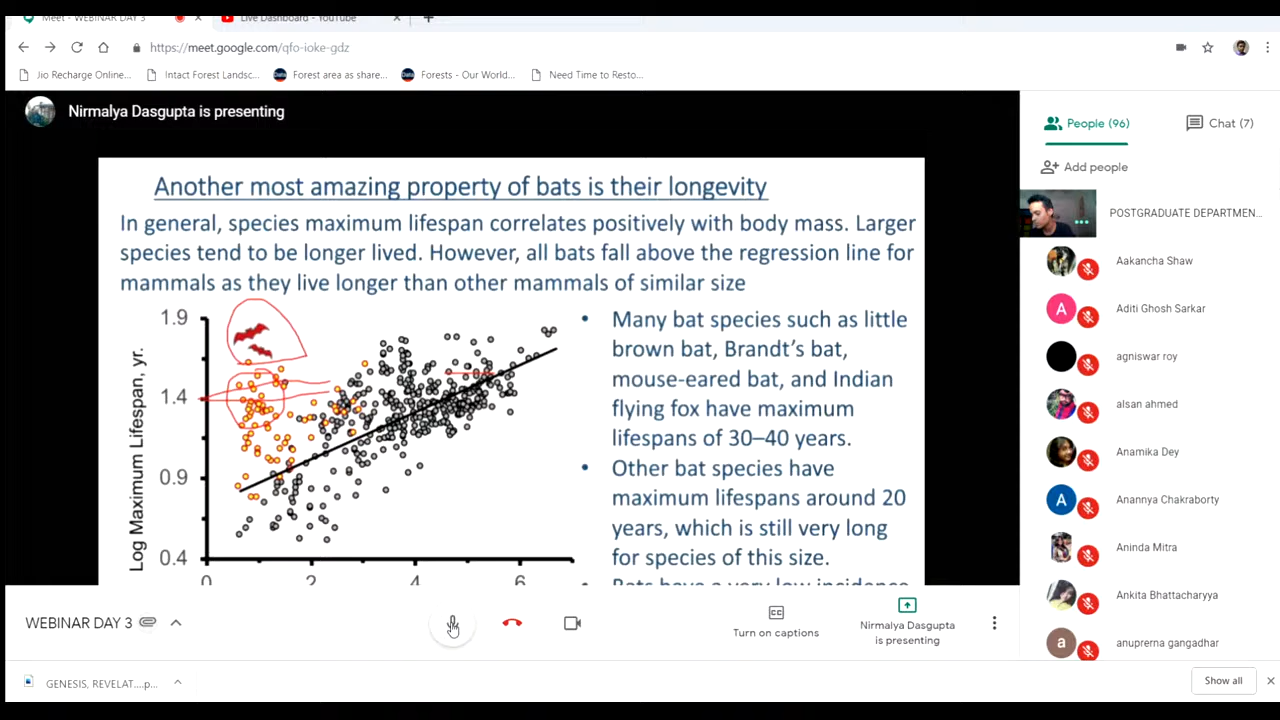 Meet - WEBINAR DAY 3
Live Dashboard - YouTube
https://meet.google.com/qfo-ioke-gdz
Jio Recharge Online...
Intact Forest Landsc...
Forest area as share...
Forests - Our World...
Need Time to Resto...
Nirmalya Dasgupta is presenting
People (96)
Chat (7)
Add people
POSTGRADUATE DEPARTMEN...
Aakancha Shaw
A
Aditi Ghosh Sarkar
agniswar roy
alsan ahmed
Anamika Dey
A
Anannya Chakraborty
Aninda Mitra
Ankita Bhattacharyya
a
anuprerna gangadhar
Another most amazing property of bats is their longevity
In general, species maximum lifespan correlates positively with body mass. Larger
species tend to be longer lived. However, all bats fall above the regression line for
mammals as they live longer than other mammals of similar size
Log Maximum Lifespan, yr.
1.9
1.4
0.9
0.4
0 2 4 6
• Many bat species such as little
brown bat, Brandt's bat,
mouse-eared bat, and Indian
flying fox have maximum
lifespans of 30–40 years.
• Other bat species have
maximum lifespans around 20
years, which is still very long
for species of this size.
• Bats have a very low incidence
WEBINAR DAY 3
CC
Turn on captions
Nirmalya Dasgupta
is presenting
GENESIS, REVELAT....p...
Show all